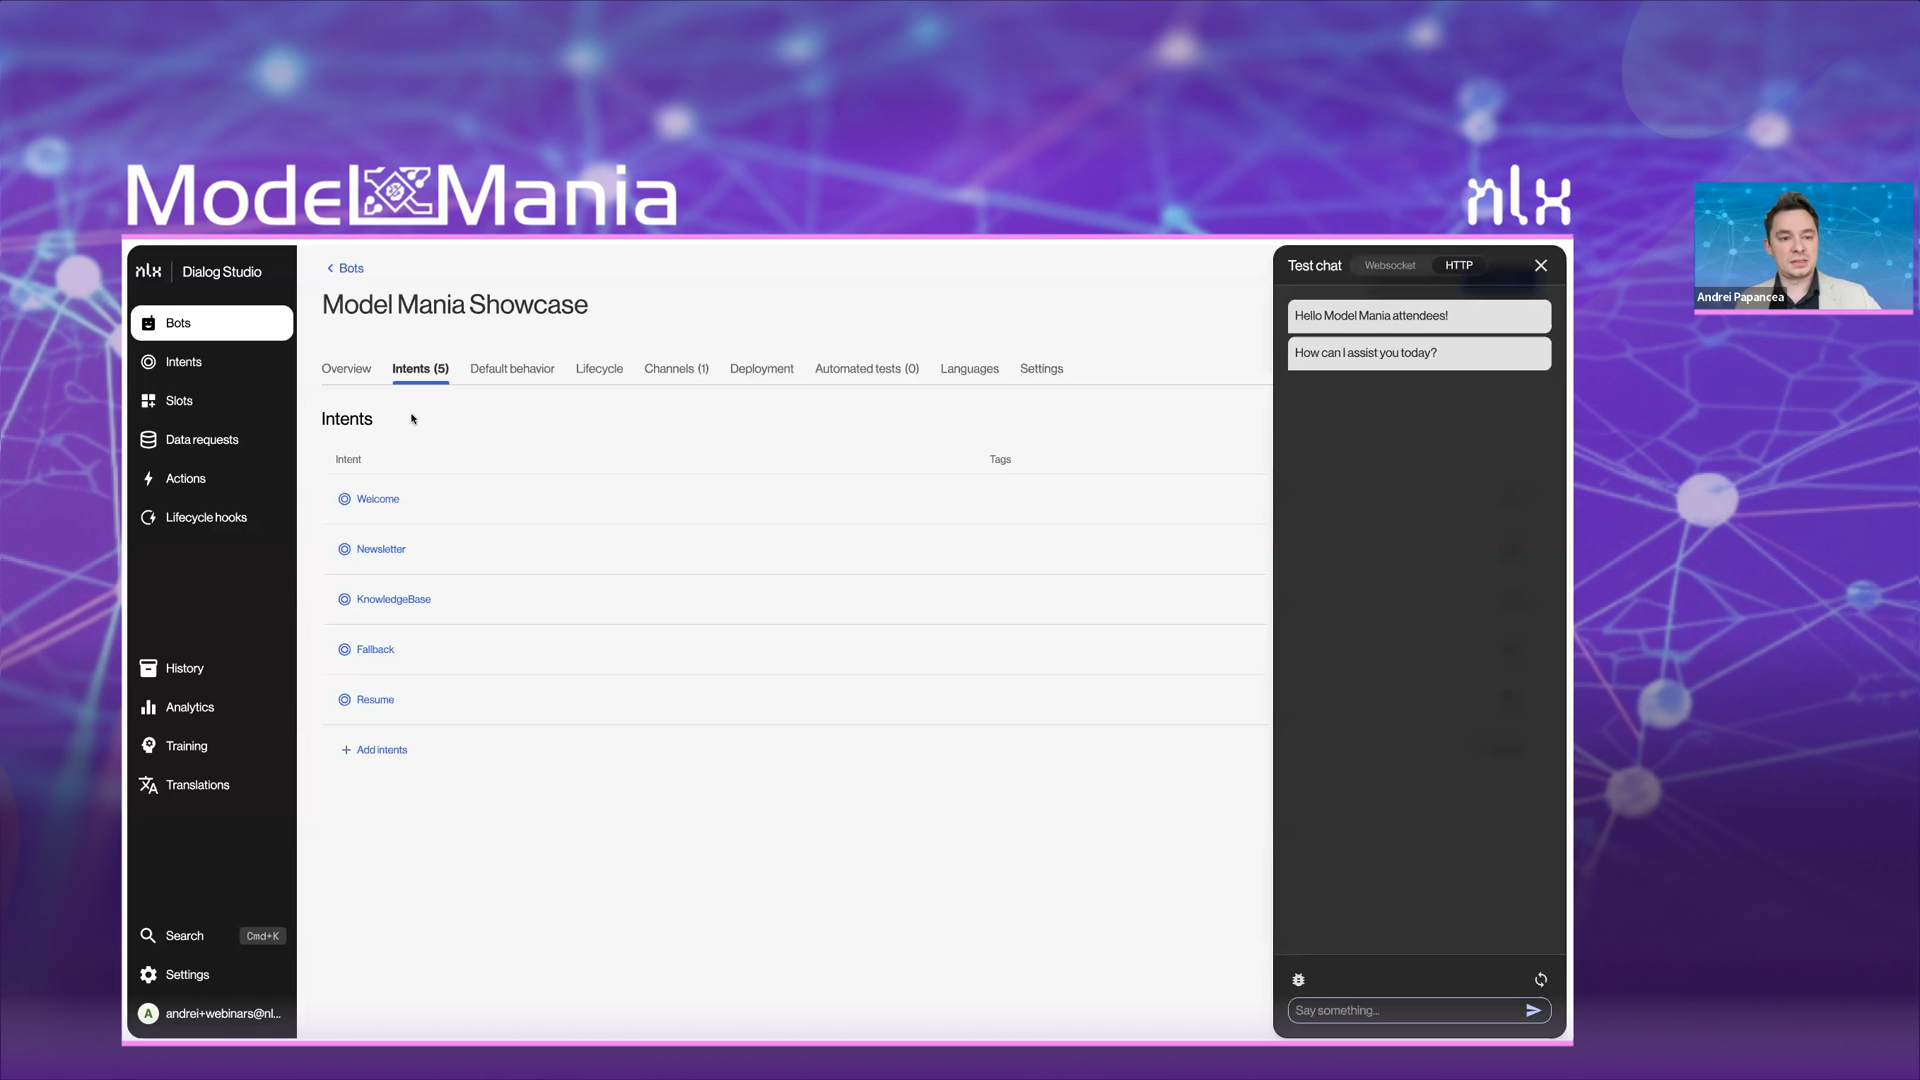 Model Mania
nlx
Andrei Papancea
nlx | Dialog Studio
Bots
Intents
Slots
Data requests
Actions
Lifecycle hooks
History
Analytics
Training
Translations
Search Cmd+K
Settings
A andrei+webinars@nl...
Bots
Model Mania Showcase
Overview Intents (5) Default behavior Lifecycle Channels (1) Deployment Automated tests (0) Languages Settings
Intents
Intent Tags
Welcome
Newsletter
KnowledgeBase
Fallback
Resume
+ Add intents
Test chat Websocket HTTP
Hello Model Mania attendees!
How can I assist you today?
Say something...